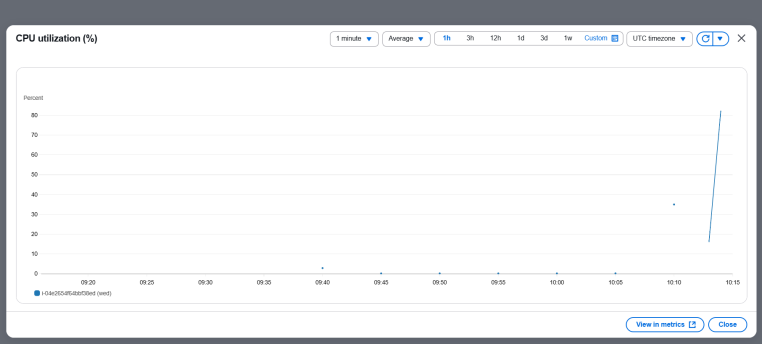 CPU utilization (%)
1 minute Average 1h 3h 12h 1d 3d 1w Custom UTC timezone
Percent
80
70
60
50
40
30
20
10
0
09:20 09:25 09:30 09:35 09:40 09:45 09:50 09:55 10:00 10:05 10:10 10:15
(wed)
View in metrics Close